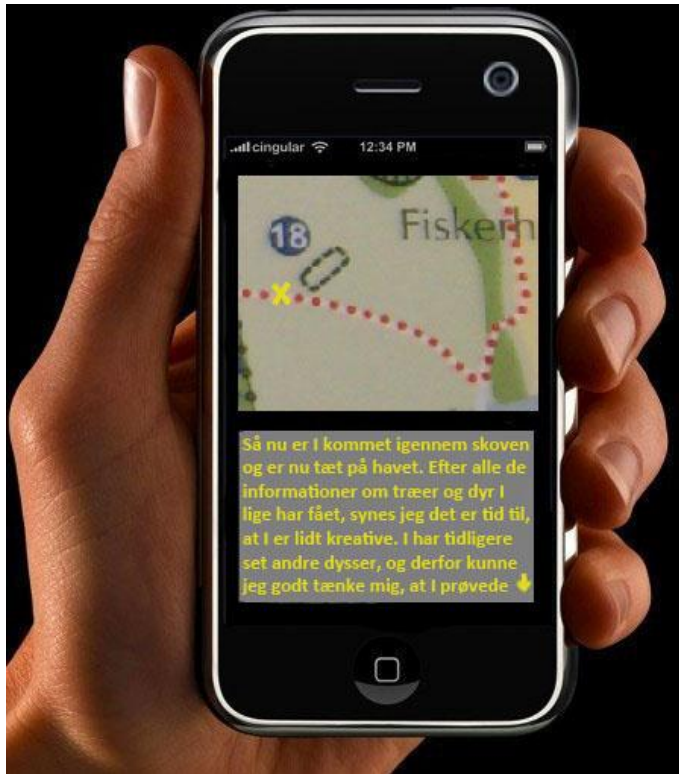 cingular 12:34 PM
18
Fiskerh
Så nu er I kommet igennem skoven
og er nu tæt på havet. Efter alle de
informationer om træer og dyr I
lige har fået, synes jeg det er tid til,
at I er lidt kreative. I har tidligere
set andre dysser, og derfor kunne
jeg godt tænke mig, at I prøvede